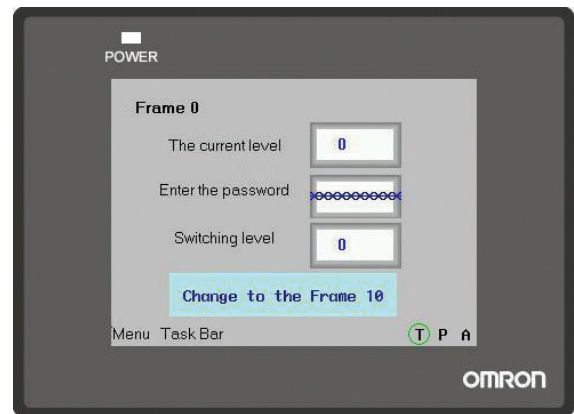 POWER
Frame 0
The current level
0
Enter the password
Switching level
0
Change to the Frame 10
Menu Task Bar
T P A
OMRON